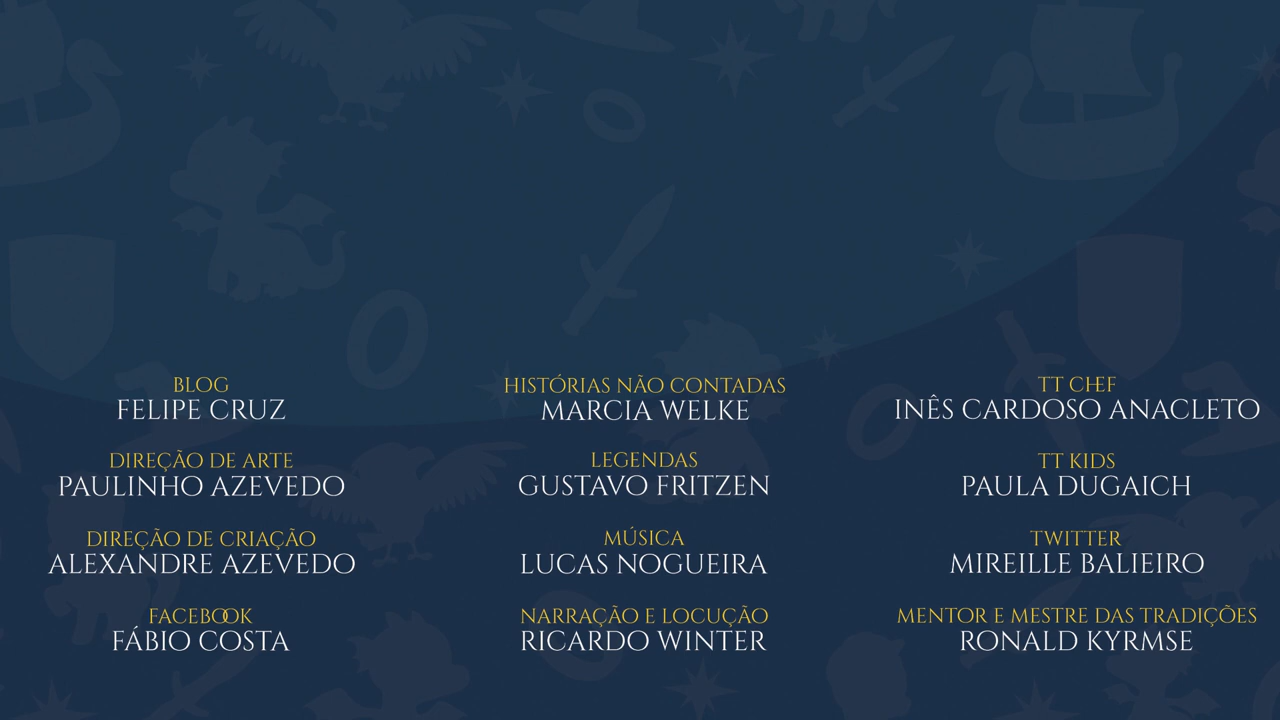 BLOG
FELIPE CRUZ
DIREÇÃO DE ARTE
PAULINHO AZEVEDO
DIREÇÃO DE CRIAÇÃO
ALEXANDRE AZEVEDO
FACEBOOK
FÁBIO COSTA
HISTÓRIAS NÃO CONTADAS
MARCIA WELKE
LEGENDAS
GUSTAVO FRITZEN
MÚSICA
LUCAS NOGUEIRA
NARRAÇÃO E LOCUÇÃO
RICARDO WINTER
TT CHEF
INÊS CARDOSO ANACLETO
TT KIDS
PAULA DUGAICH
TWITTER
MIREILLE BALIEIRO
MENTOR E MESTRE DAS TRADIÇÕES
RONALD KYRMSE